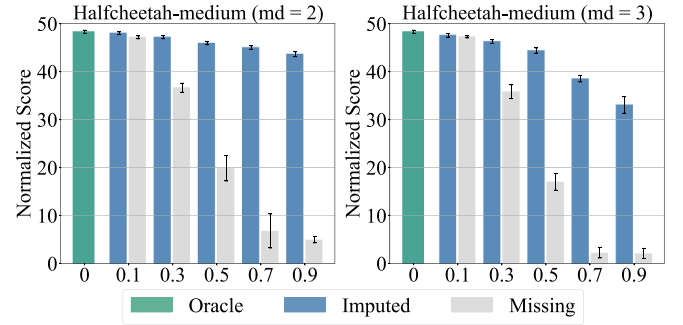 Halfcheetah-medium (md = 2)
Normalized Score
50
40
30
20
10
0
0 0.1 0.3 0.5 0.7 0.9
Halfcheetah-medium (md = 3)
Normalized Score
50
40
30
20
10
0
0 0.1 0.3 0.5 0.7 0.9
Oracle Imputed Missing